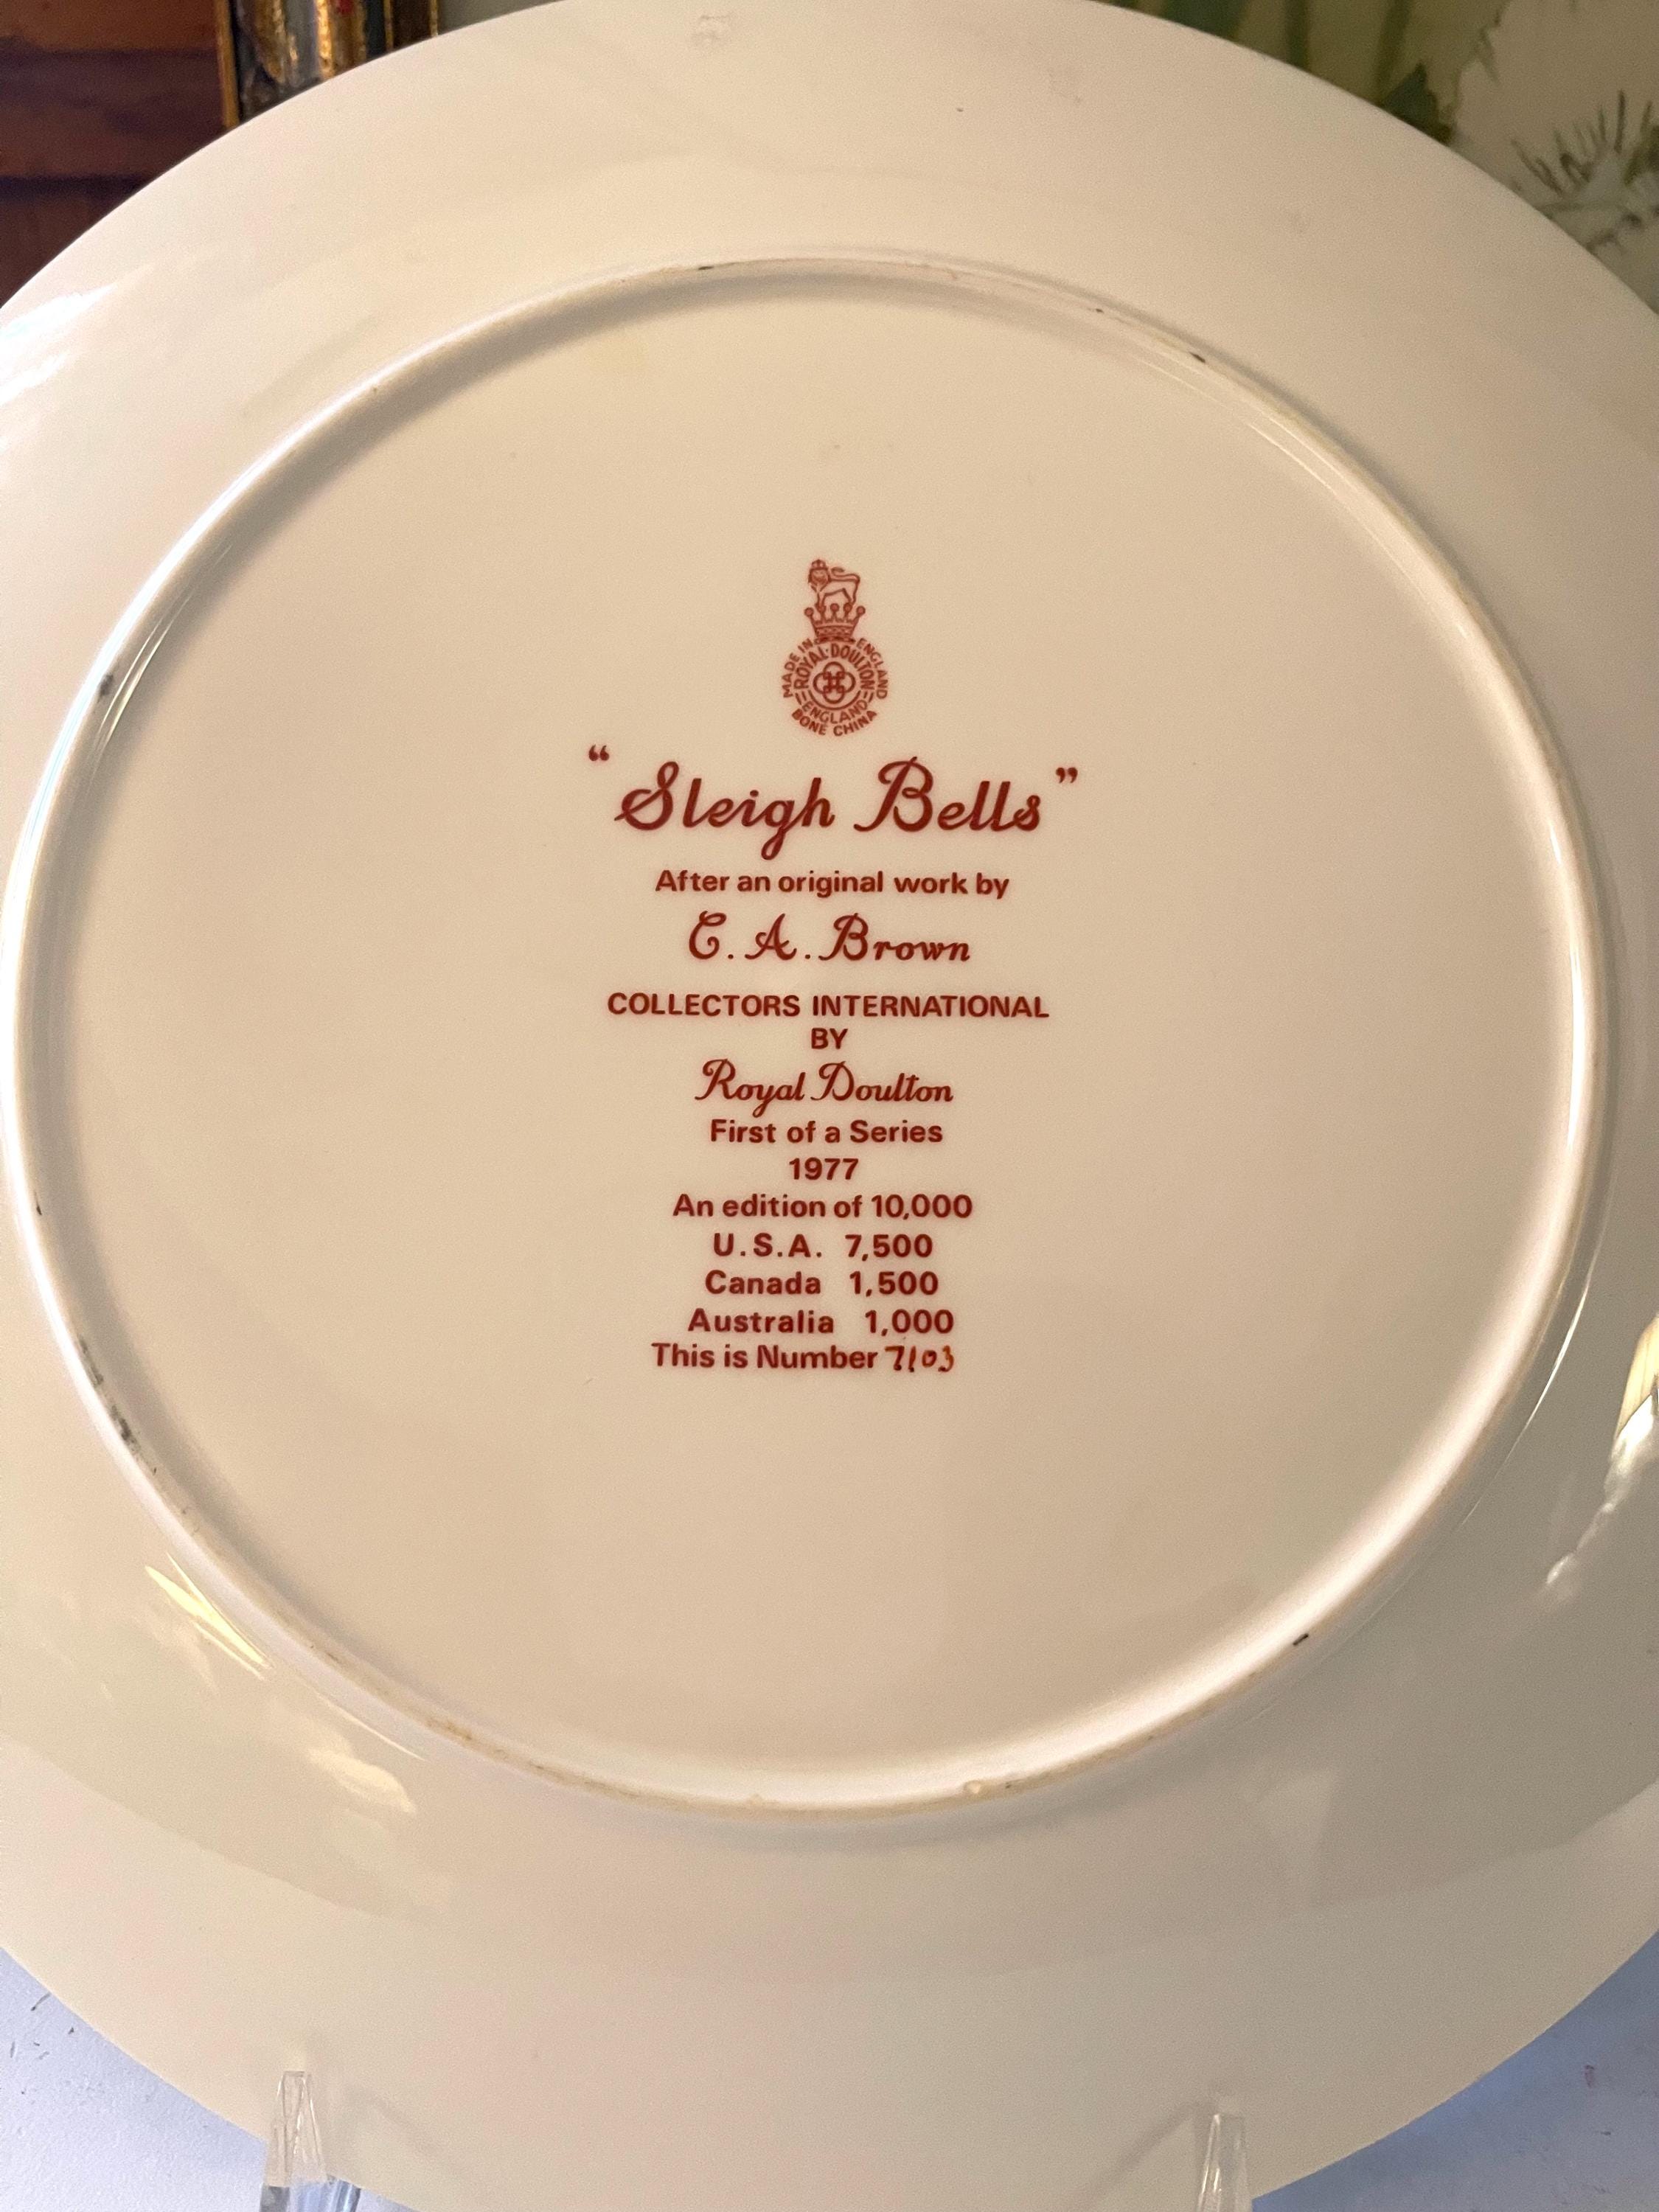 MADE IN ENGLAND
ROYAL·DOULTON
ENGLAND
BONE CHINA
“Sleigh Bells”
After an original work by
C. A. Brown
COLLECTORS INTERNATIONAL
BY
Royal Doulton
First of a Series
1977
An edition of 10,000
U.S.A. 7,500
Canada 1,500
Australia 1,000
This is Number 7103